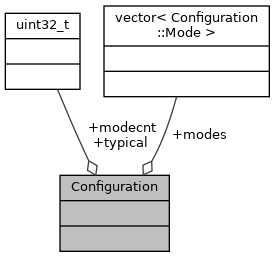 uint32_t
vector< Configuration
::Mode >
+modecnt
+typical
+modes
Configuration